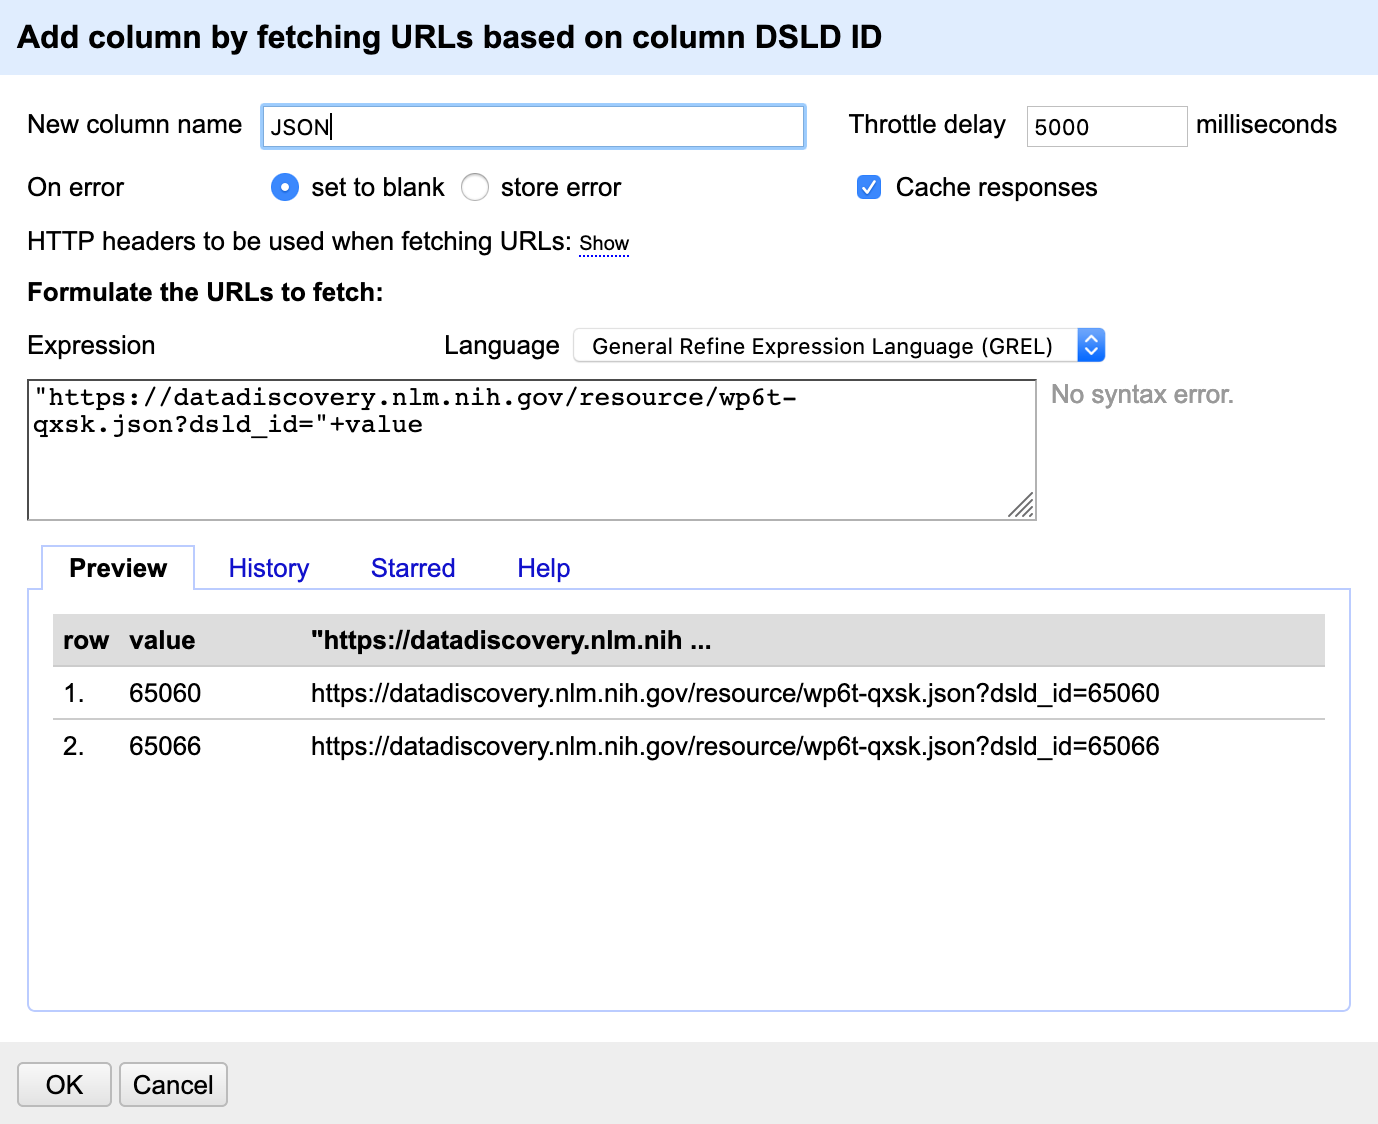 Add column by fetching URLs based on column DSLD ID
New column name JSON Throttle delay 5000 milliseconds
On error set to blank store error Cache responses
HTTP headers to be used when fetching URLs: Show
Formulate the URLs to fetch:
Expression Language General Refine Expression Language (GREL)
"https://datadiscovery.nlm.nih.gov/resource/wp6t- No syntax error.
qxsk.json?dsld_id="+value
Preview History Starred Help
row value "https://datadiscovery.nlm.nih ...
1. 65060 https://datadiscovery.nlm.nih.gov/resource/wp6t-qxsk.json?dsld_id=65060
2. 65066 https://datadiscovery.nlm.nih.gov/resource/wp6t-qxsk.json?dsld_id=65066
OK Cancel